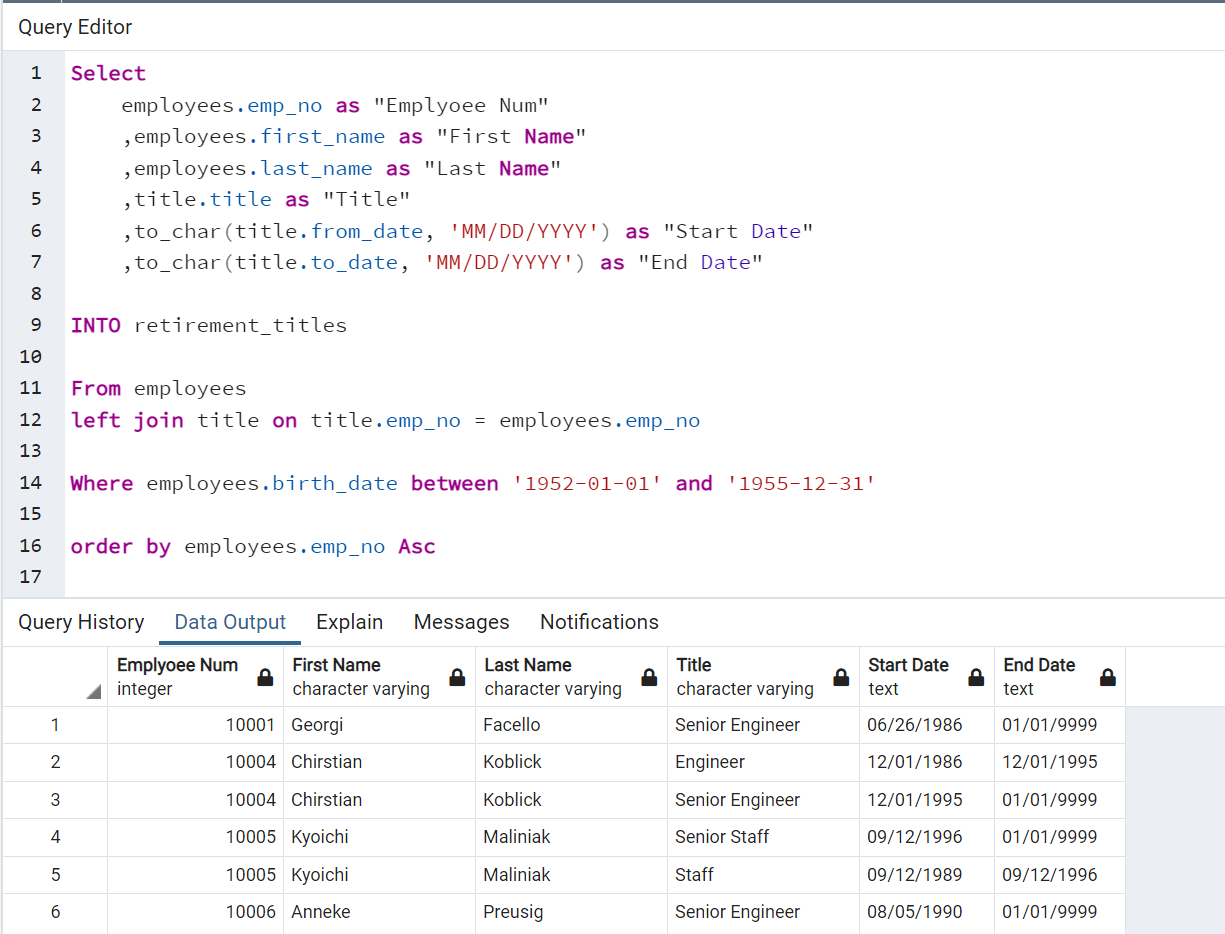 Query Editor
1 Select
2 employees.emp_no as "Emplyoee Num"
3 ,employees.first_name as "First Name"
4 ,employees.last_name as "Last Name"
5 ,title.title as "Title"
6 ,to_char(title.from_date, 'MM/DD/YYYY') as "Start Date"
7 ,to_char(title.to_date, 'MM/DD/YYYY') as "End Date"
8
9 INTO retirement_titles
10
11 From employees
12 left join title on title.emp_no = employees.emp_no
13
14 Where employees.birth_date between '1952-01-01' and '1955-12-31'
15
16 order by employees.emp_no Asc
17
Query History Data Output Explain Messages Notifications
Emplyoee Num First Name Last Name Title Start Date End Date
integer character varying character varying character varying text text
1 10001 Georgi Facello Senior Engineer 06/26/1986 01/01/9999
2 10004 Chirstian Koblick Engineer 12/01/1986 12/01/1995
3 10004 Chirstian Koblick Senior Engineer 12/01/1995 01/01/9999
4 10005 Kyoichi Maliniak Senior Staff 09/12/1996 01/01/9999
5 10005 Kyoichi Maliniak Staff 09/12/1989 09/12/1996
6 10006 Anneke Preusig Senior Engineer 08/05/1990 01/01/9999